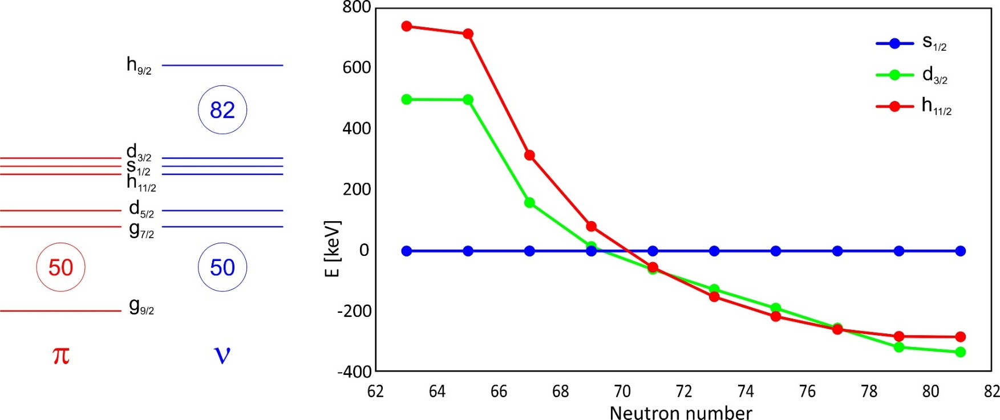 h9/2
82
d3/2
s1/2
h11/2
d5/2
g7/2
50
50
g9/2
π
ν
800
600
400
200
0
-200
-400
E [keV]
62 64 66 68 70 72 74 76 78 80 82
Neutron number
s1/2
d3/2
h11/2